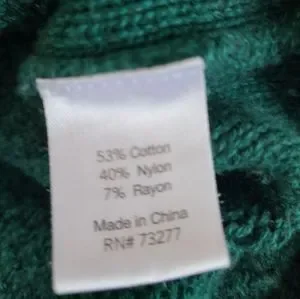 53% Cotton
40% Nylon
7% Rayon
Made in China
RN# 73277